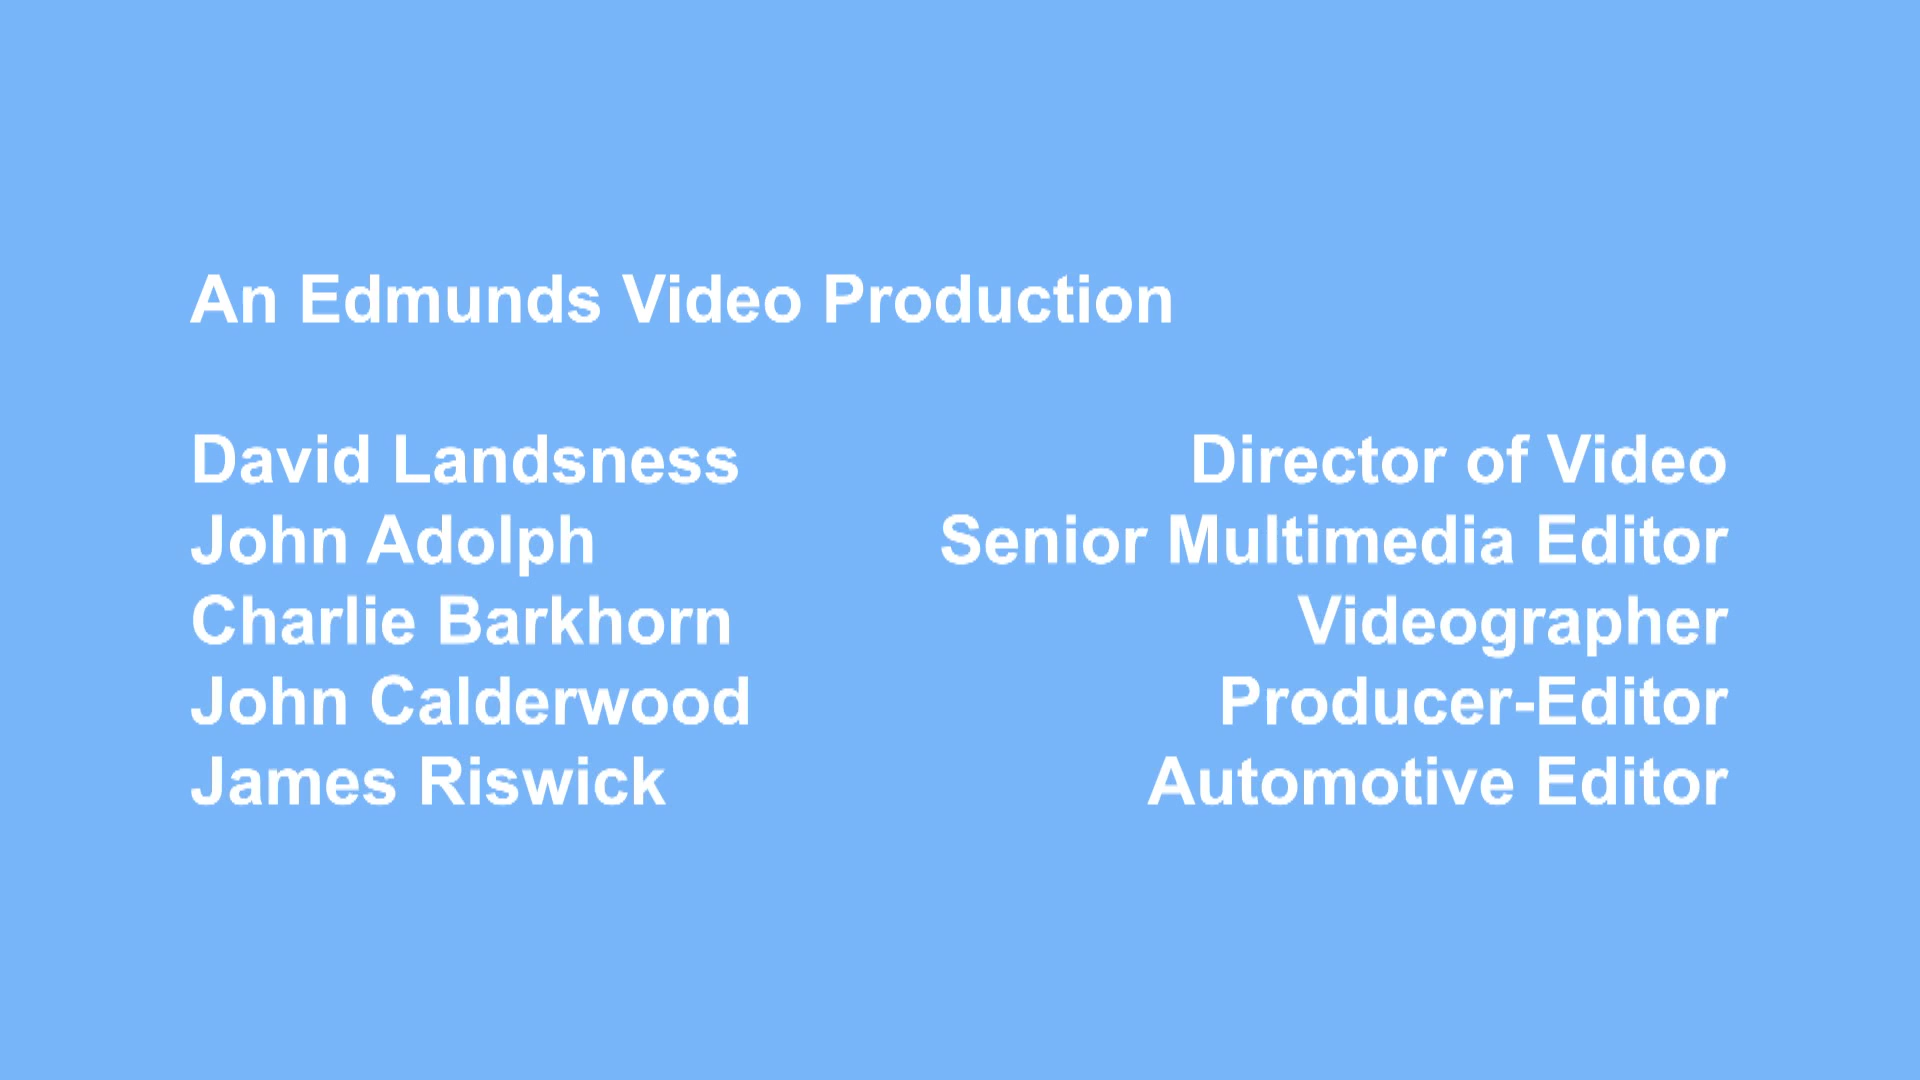 An Edmunds Video Production
David Landsness Director of Video
John Adolph Senior Multimedia Editor
Charlie Barkhorn Videographer
John Calderwood Producer-Editor
James Riswick Automotive Editor